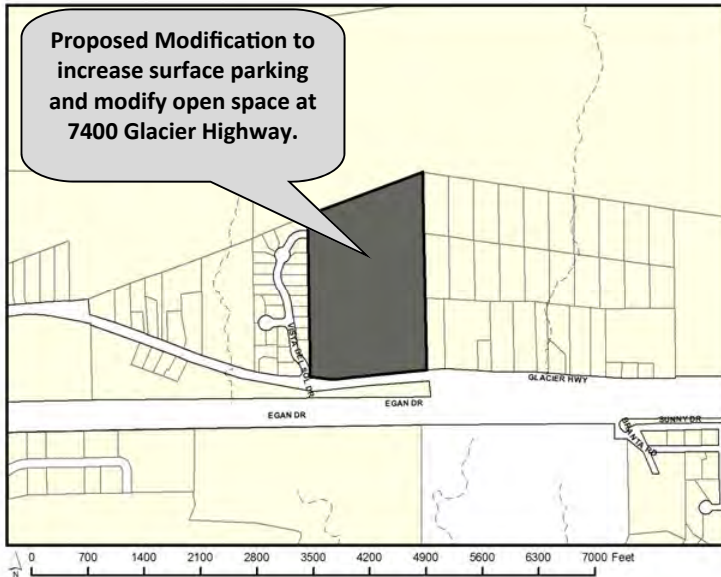 Proposed Modification to
increase surface parking
and modify open space at
7400 Glacier Highway.
VISTA DEL SOL DR
GLACIER HWY
EGAN DR
EGAN DR
SUNNY DR
BRANTA RD
N
0 700 1400 2100 2800 3500 4200 4900 5600 6300 7000 Feet